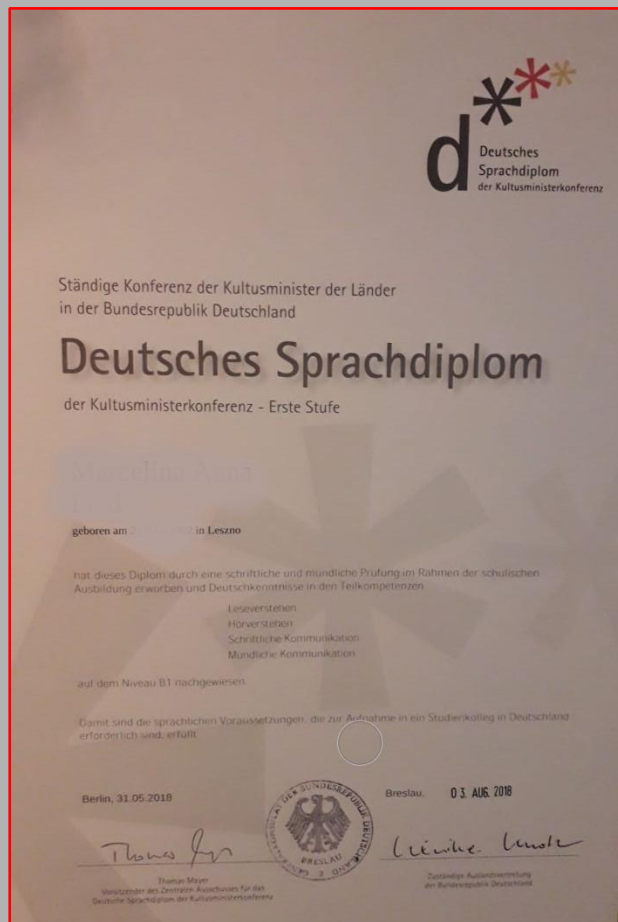 Deutsches
Sprachdiplom
der Kultusministerkonferenz
Ständige Konferenz der Kultusminister der Länder
in der Bundesrepublik Deutschland
Deutsches Sprachdiplom
der Kultusministerkonferenz - Erste Stufe
Anna
geboren am in Leszno
hat dieses Diplom durch eine schriftliche und mündliche Prüfung im Rahmen der schulischen
Ausbildung erworben und Deutschkenntnisse in den Teilkompetenzen
Leseverstehen
Hörverstehen
Schriftliche Kommunikation
Mündliche Kommunikation
auf dem Niveau B1 nachgewiesen.
Damit sind die sprachlichen Voraussetzungen, die zur Aufnahme in ein Studienkolleg in Deutschland
erforderlich sind, erfüllt.
Berlin, 31.05.2018
Breslau, 03. AUG. 2018
GENERALKONSULAT DER BUNDESREPUBLIK DEUTSCHLAND
BRESLAU
Thomas Mayer
Vorsitzender des Zentralen Ausschusses für das
Deutsche Sprachdiplom der Kultusministerkonferenz
Zuständige Auslandsvertretung
der Bundesrepublik Deutschland